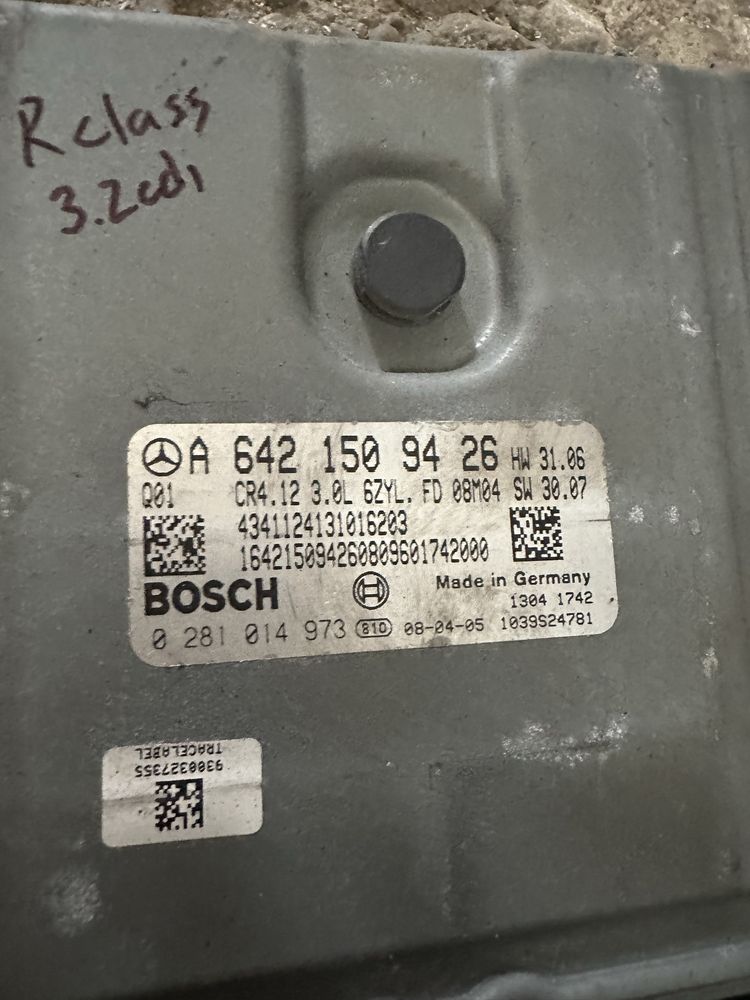 R class
3.2cdi
A 642 150 94 26 HW 31.06
Q01 CR4.12 3.0L 6ZYL. FD 08M04 SW 30.07
4341124131016203
164215094260809601742000
BOSCH Made in Germany
1304 1742
0 281 014 973 810 08-04-05 1039S24781
9300327355
TRACELABEL